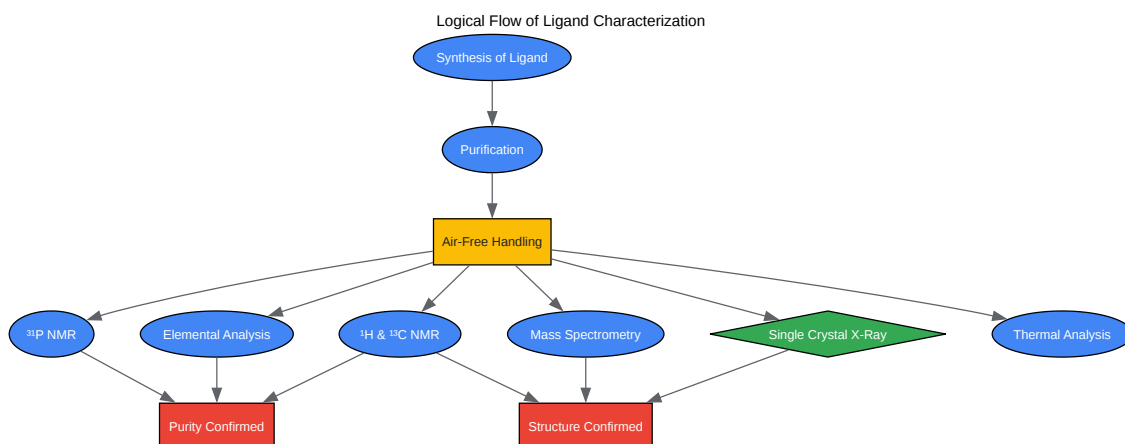 Logical Flow of Ligand Characterization
Synthesis of Ligand
Purification
Air-Free Handling
³¹P NMR
Elemental Analysis
¹H & ¹³C NMR
Mass Spectrometry
Single Crystal X-Ray
Thermal Analysis
Purity Confirmed
Structure Confirmed